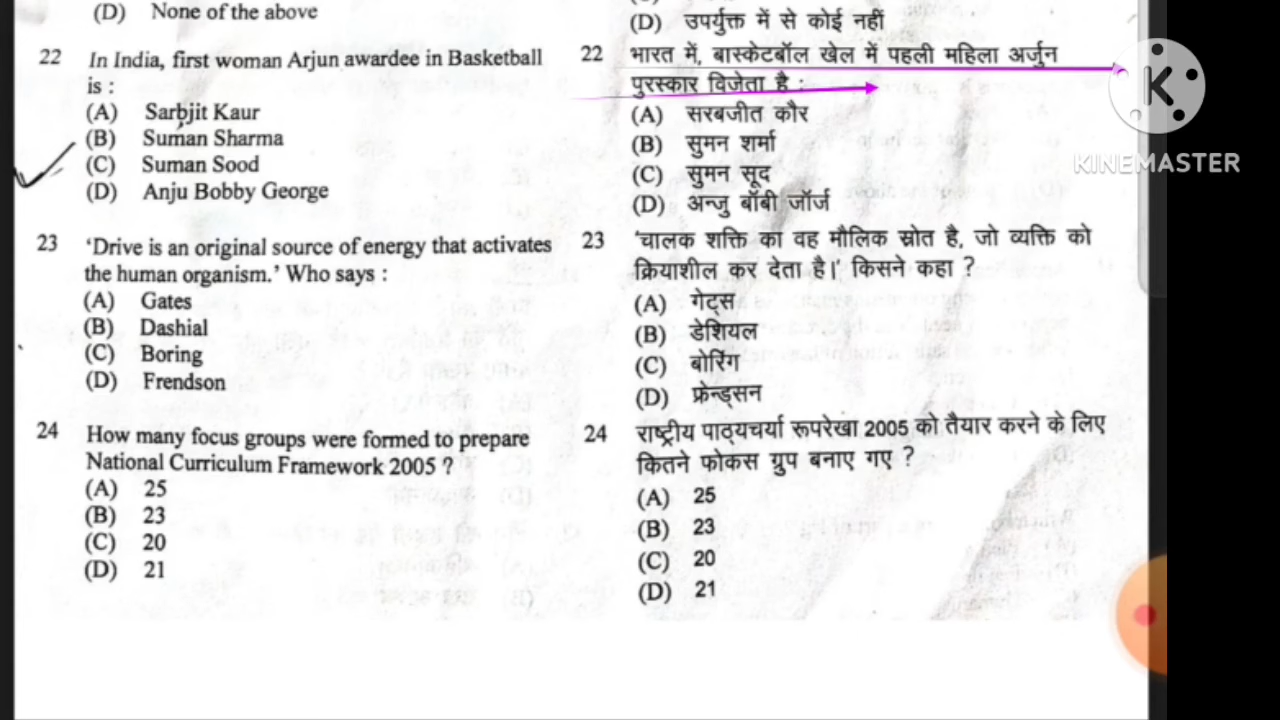 (D) None of the above
22 In India, first woman Arjun awardee in Basketball
is :
(A) Sarbjit Kaur
(B) Suman Sharma
(C) Suman Sood
(D) Anju Bobby George
23 ‘Drive is an original source of energy that activates
the human organism.’ Who says :
(A) Gates
(B) Dashial
(C) Boring
(D) Frendson
24 How many focus groups were formed to prepare
National Curriculum Framework 2005 ?
(A) 25
(B) 23
(C) 20
(D) 21
(D) उपर्युक्त में से कोई नहीं
22 भारत में, बास्केटबॉल खेल में पहली महिला अर्जुन
पुरस्कार विजेता है :
(A) सरबजीत कौर
(B) सुमन शर्मा
(C) सुमन सूद
(D) अन्जु बॉबी जॉर्ज
23 ‘चालक शक्ति का वह मौलिक स्रोत है, जो व्यक्ति को
क्रियाशील कर देता है।’ किसने कहा ?
(A) गेट्स
(B) डेशियल
(C) बोरिंग
(D) फ्रेन्ड्सन
24 राष्ट्रीय पाठ्यचर्या रूपरेखा 2005 को तैयार करने के लिए
कितने फोकस ग्रुप बनाए गए ?
(A) 25
(B) 23
(C) 20
(D) 21
K
KINEMASTER